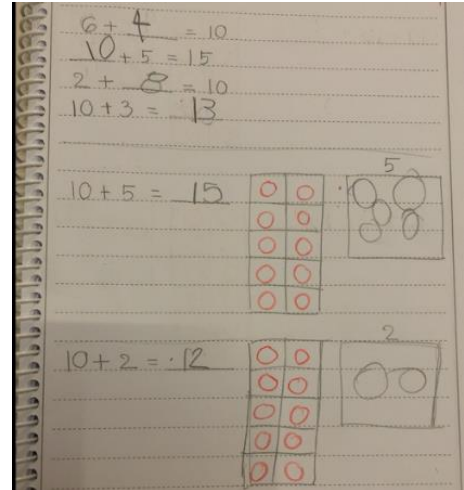 6 + 4 = 10
10 + 5 = 15
2 + 8 = 10
10 + 3 = 13
5
10 + 5 = 15
2
10 + 2 = 12